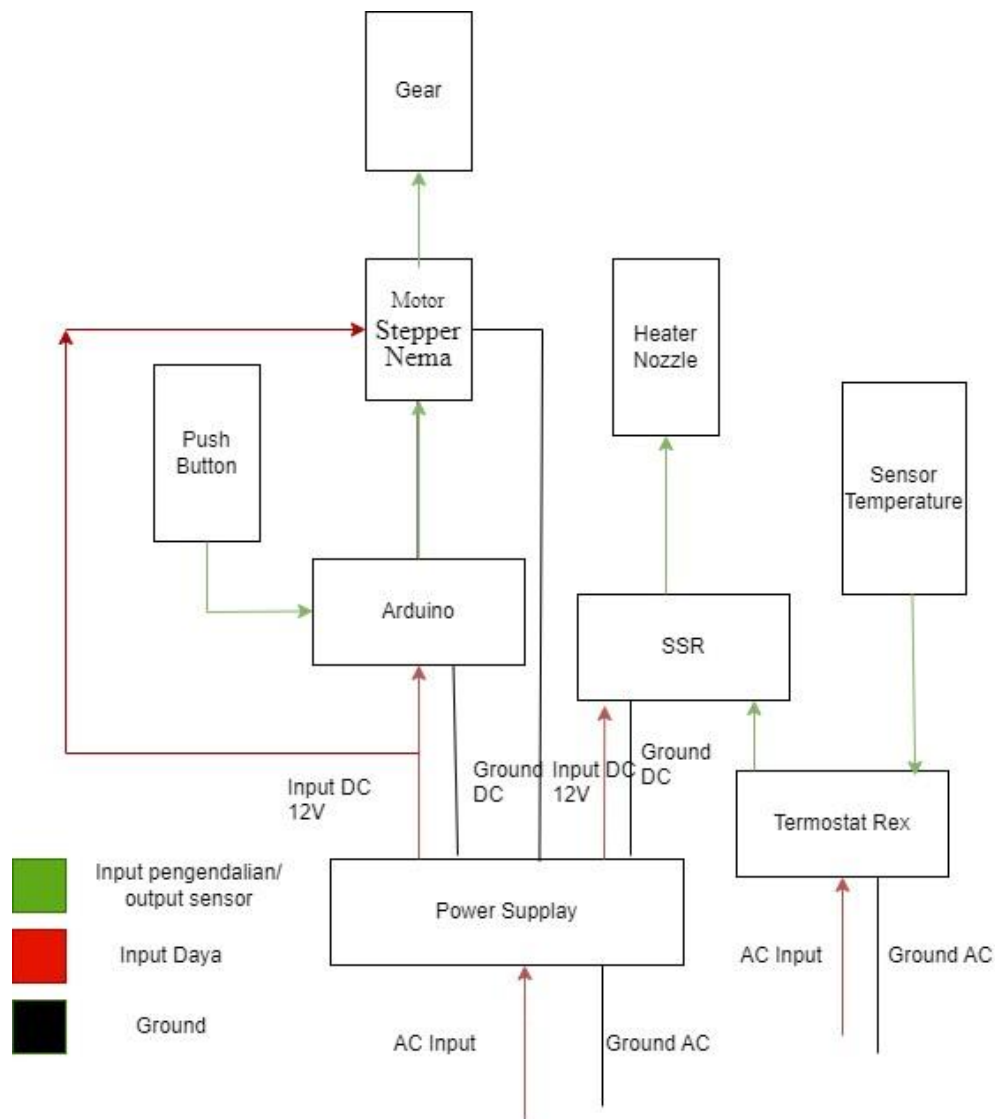 Gear
Motor
Stepper
Nema
Heater
Nozzle
Push
Button
Sensor
Temperature
Arduino
SSR
Input DC
12V
Ground
DC
Input DC
12V
Ground
DC
Termostat Rex
Power Supplay
AC Input
Ground AC
AC Input
Ground AC
Input pengendalian/
output sensor
Input Daya
Ground